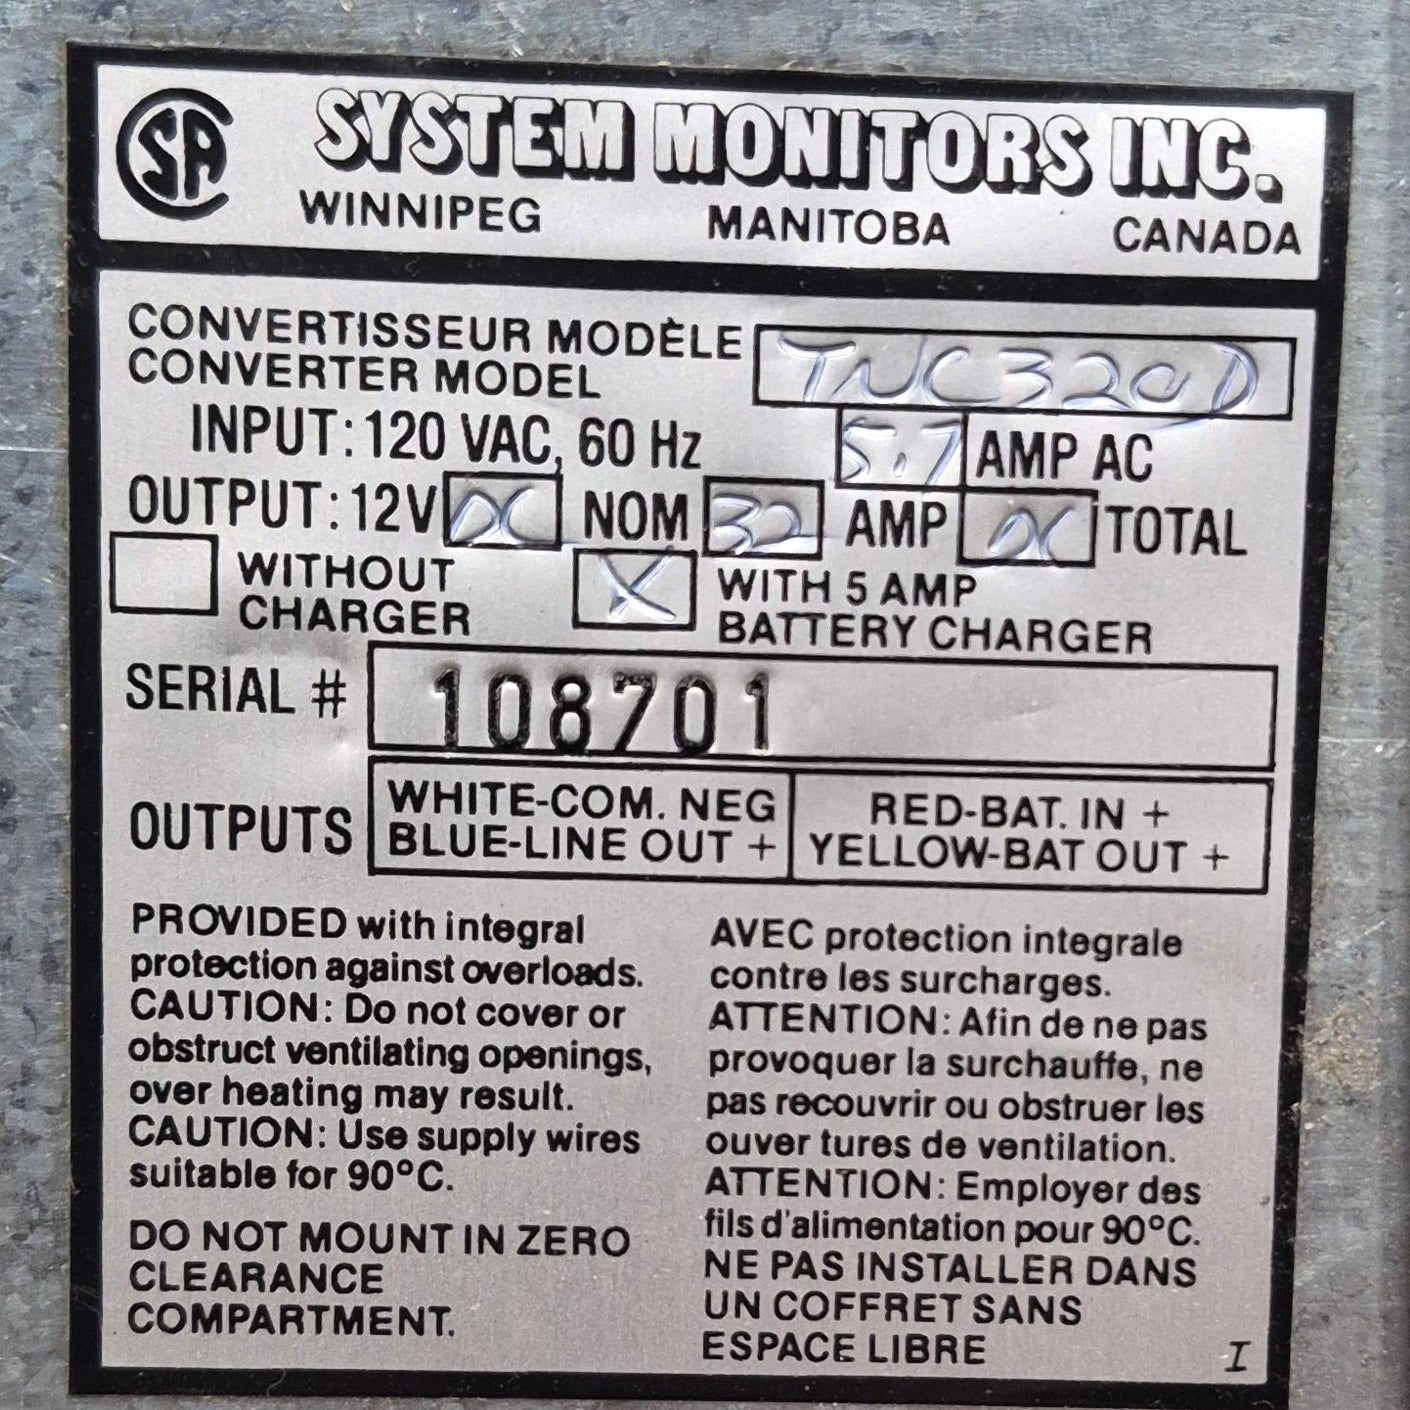 SA
SYSTEM MONITORS INC.
WINNIPEG MANITOBA CANADA
CONVERTISSEUR MODÈLE
CONVERTER MODEL TNC320D
INPUT: 120 VAC, 60 Hz 5.7 AMP AC
OUTPUT: 12V DC NOM 32 AMP DC TOTAL
WITHOUT CHARGER X WITH 5 AMP BATTERY CHARGER
SERIAL # 108701
OUTPUTS
WHITE-COM. NEG
BLUE-LINE OUT +
RED-BAT. IN +
YELLOW-BAT OUT +
PROVIDED with integral
protection against overloads.
CAUTION: Do not cover or
obstruct ventilating openings,
over heating may result.
CAUTION: Use supply wires
suitable for 90°C.
DO NOT MOUNT IN ZERO
CLEARANCE
COMPARTMENT.
AVEC protection integrale
contre les surcharges.
ATTENTION: Afin de ne pas
provoquer la surchauffe, ne
pas recouvrir ou obstruer les
ouver tures de ventilation.
ATTENTION: Employer des
fils d'alimentation pour 90°C.
NE PAS INSTALLER DANS
UN COFFRET SANS
ESPACE LIBRE
I